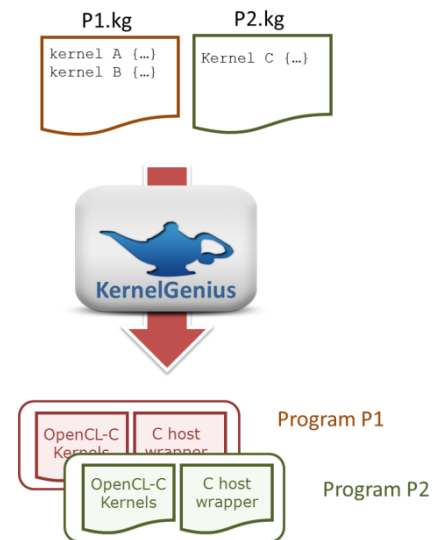 P1.kg
P2.kg
kernel A {…}
kernel B {…}
Kernel C {…}
KernelGenius
Program P1
OpenCL-C
Kernels
C host
wrapper
Program P2
OpenCL-C
Kernels
C host
wrapper